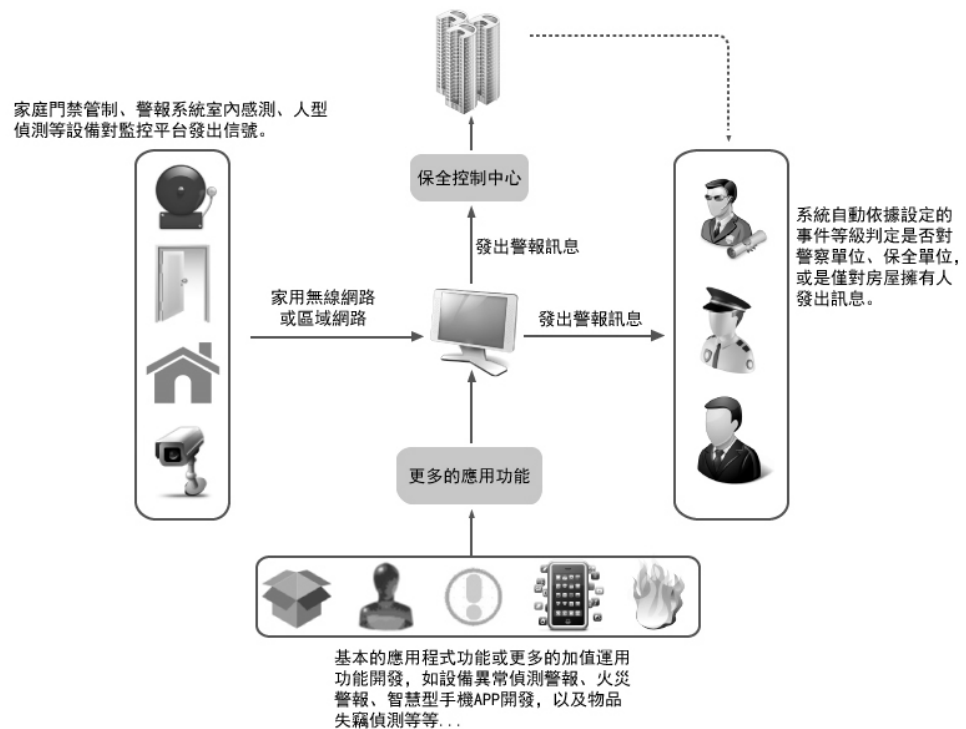 家庭門禁管制、警報系統室內感測、人型
偵測等設備對監控平台發出信號。
保全控制中心
發出警報訊息
家用無線網路
或區域網路
發出警報訊息
系統自動依據設定的
事件等級判定是否對
警察單位、保全單位，
或是僅對房屋擁有人
發出訊息。
更多的應用功能
基本的應用程式功能或更多的加值運用
功能開發，如設備異常偵測警報、火災
警報、智慧型手機APP開發，以及物品
失竊偵測等等...